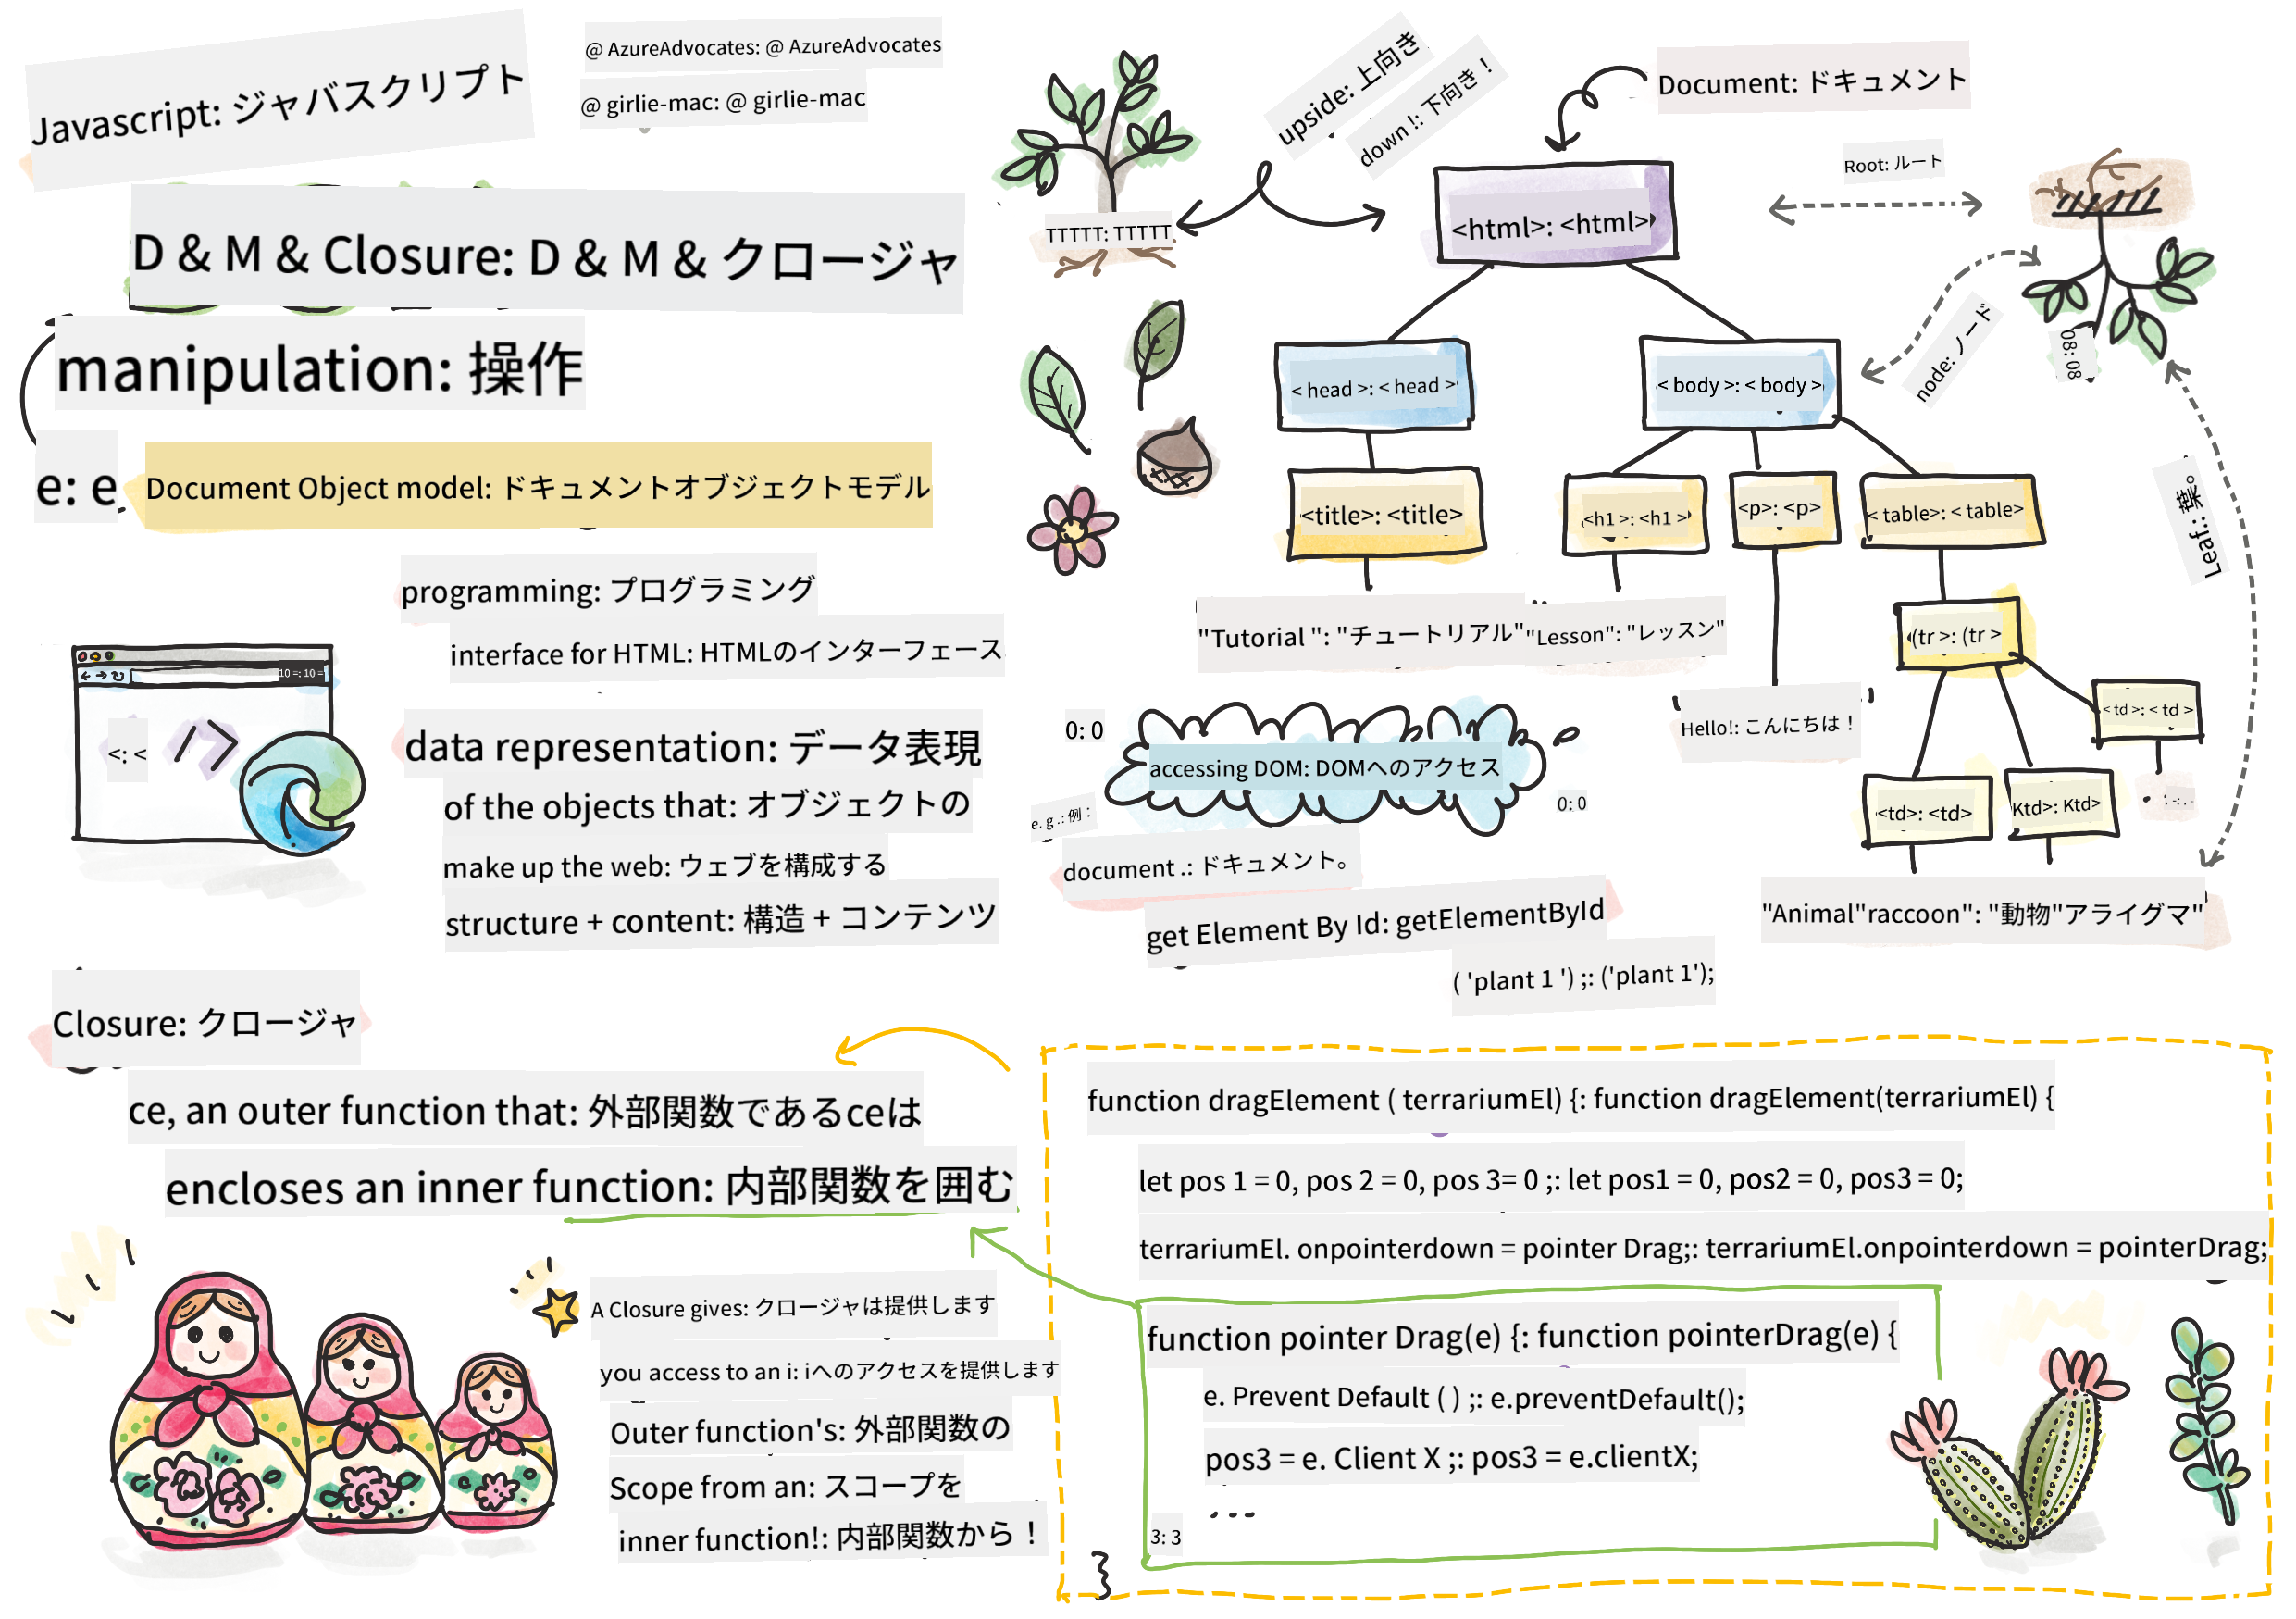 Javascript: ジャバスクリプト
@ AzureAdvocates: @ AzureAdvocates
@ girlie-mac: @ girlie-mac
D & M & Closure: D & M & クロージャ
manipulation: 操作
e: e
Document Object model: ドキュメントオブジェクトモデル
programming: プログラミング
interface for HTML: HTMLのインターフェース
10 =: 10 =
<: <
/>
data representation: データ表現
of the objects that: オブジェクトの
make up the web: ウェブを構成する
structure + content: 構造 + コンテンツ
upside: 上向き
down !: 下向き！
Document: ドキュメント
Root: ルート
TTTTT: TTTTT
<html>: <html>
node: ノード
08: 08
< head >: < head >
< body >: < body >
Leaf:: 葉。
<title>: <title>
<h1 >: <h1 >
<p>: <p>
< table>: < table>
"Tutorial ": "チュートリアル"
"Lesson": "レッスン"
(tr >: (tr >
Hello!: こんにちは！
< td >: < td >
<td>: <td>
Ktd>: Ktd>
"Animal"raccoon": "動物"アライグマ"
0: 0
accessing DOM: DOMへのアクセス
0: 0
e. g .: 例：
document .: ドキュメント。
get Element By Id: getElementById
( 'plant 1 ') ;: ('plant 1');
Closure: クロージャ
ce, an outer function that: 外部関数であるceは
encloses an inner function: 内部関数を囲む
A Closure gives: クロージャは提供します
you access to an i: iへのアクセスを提供します
Outer function's: 外部関数の
Scope from an: スコープを
inner function!: 内部関数から！
function dragElement ( terrariumEl) {: function dragElement(terrariumEl) {
let pos 1 = 0, pos 2 = 0, pos 3= 0 ;: let pos1 = 0, pos2 = 0, pos3 = 0;
terrariumEl. onpointerdown = pointer Drag;: terrariumEl.onpointerdown = pointerDrag;
function pointer Drag(e) {: function pointerDrag(e) {
e. Prevent Default ( ) ;: e.preventDefault();
pos3 = e. Client X ;: pos3 = e.clientX;
...
3: 3
}